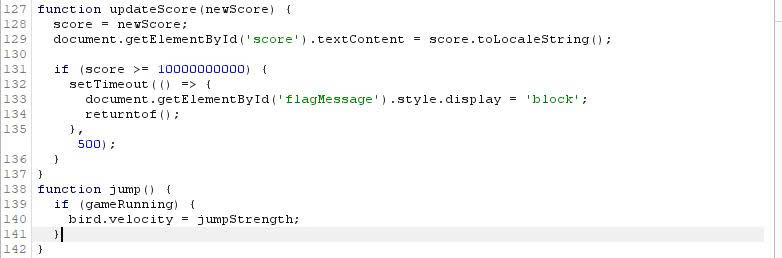 127 function updateScore(newScore) {
128 score = newScore;
129 document.getElementById('score').textContent = score.toLocaleString();
130
131 if (score >= 10000000000) {
132 setTimeout(() => {
133 document.getElementById('flagMessage').style.display = 'block';
134 returntof();
135 },
500);
136 }
137 }
138 function jump() {
139 if (gameRunning) {
140 bird.velocity = jumpStrength;
141 }
142 }